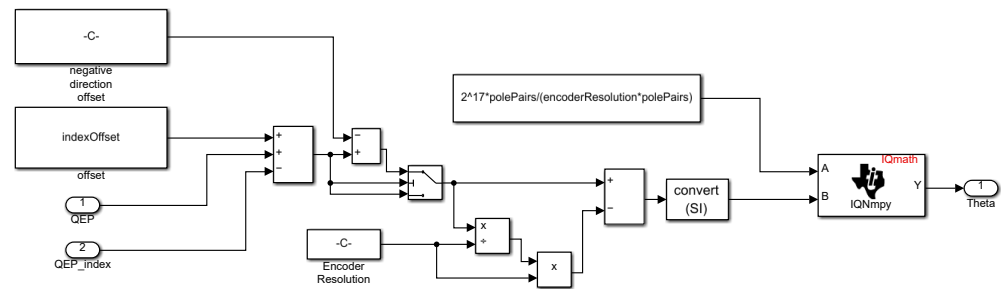 -C-
negative
direction
offset
indexOffset
offset
1
QEP
2
QEP_index
+
+
−
−
+
-C-
Encoder
Resolution
x
÷
x
2^17*polePairs/(encoderResolution*polePairs)
+
−
convert
(SI)
IQmath
A
B
Y
IQNmpy
1
Theta